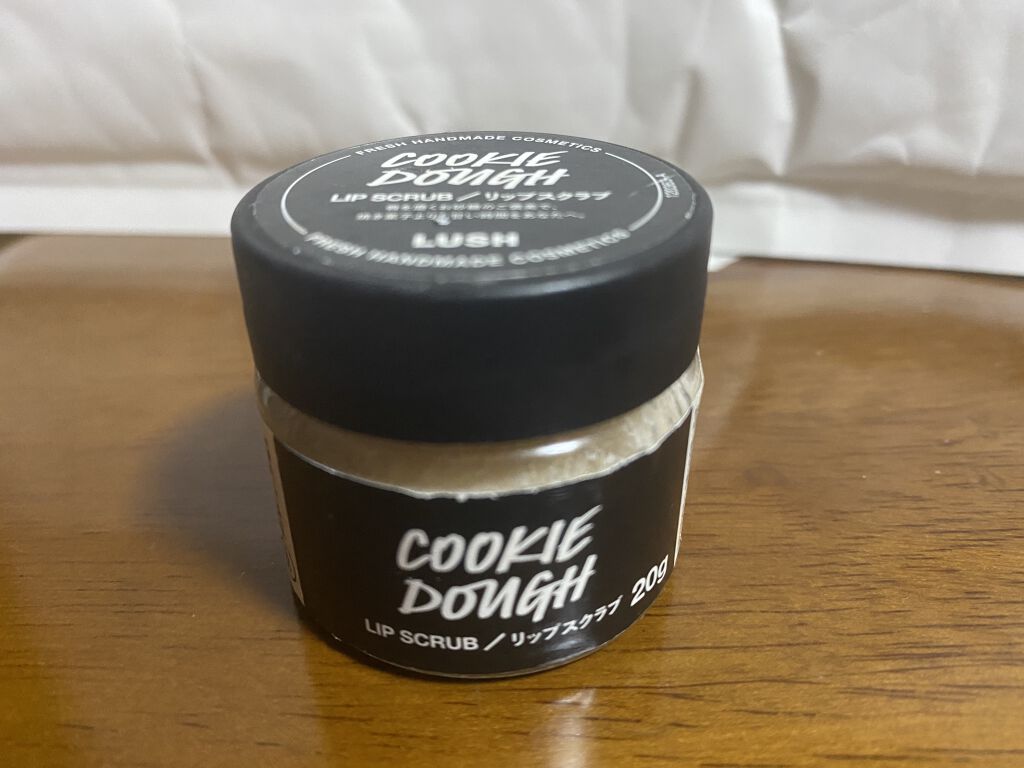 FRESH HANDMADE COSMETICS
COOKIE
DOUGH
LIP SCRUB / リップスクラブ
LUSH
FRESH HANDMADE COSMETICS
COOKIE
DOUGH
LIP SCRUB / リップスクラブ 20g